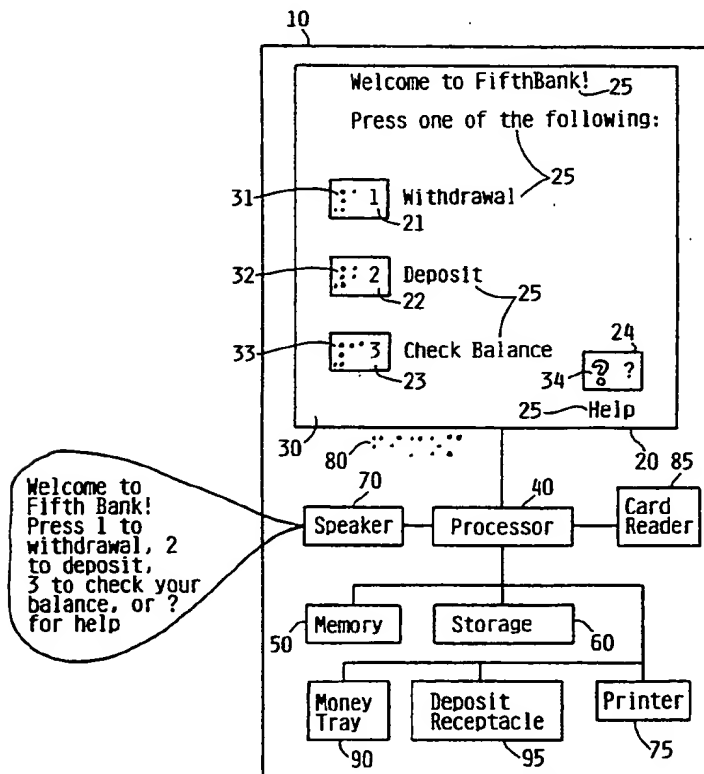 10
Welcome to FifthBank!
25
Press one of the following:
25
31
1 Withdrawal
21
32
2 Deposit
22
25
33
3 Check Balance
23
24
34
?
25
Help
30
80
20
70
40
85
Welcome to
Fifth Bank!
Press 1 to
withdrawal, 2
to deposit,
3 to check your
balance, or ?
for help
Speaker
Processor
Card
Reader
50
Memory
Storage
60
Money
Tray
90
Deposit
Receptacle
95
Printer
75